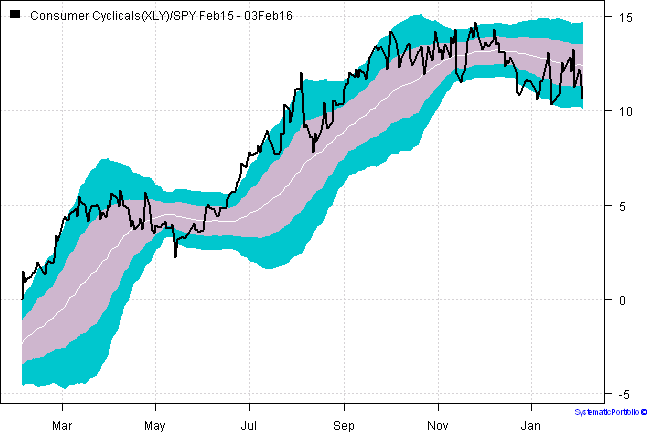 Consumer Cyclicals(XLY)/SPY Feb15 - 03Feb16
15
10
5
0
-5
Mar May Jul Sep Nov Jan
SystematicPortfolio ©